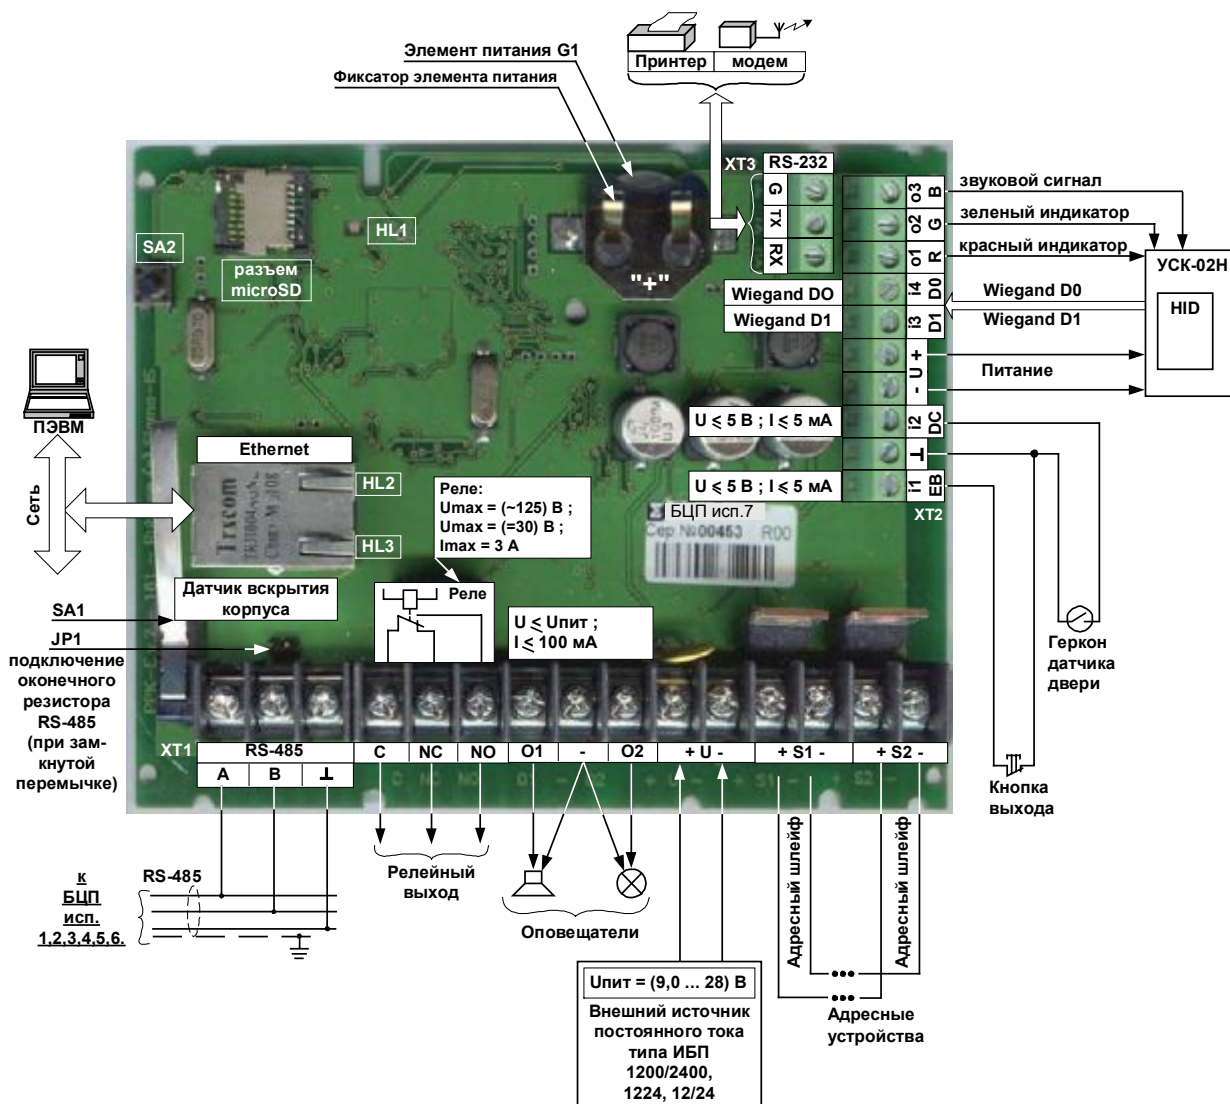 Элемент питания G1
Фиксатор элемента питания
Принтер модем
XT3
RS-232
G
TX
RX
"+"
SA2
HL1
разъем
microSD
Wiegand DO
Wiegand D1
o3 B
o2 G
o1 R
i4 D0
i3 D1
+
U
-
i2 DC
⊥
i1 EB
XT2
звуковой сигнал
зеленый индикатор
красный индикатор
Wiegand D0
Wiegand D1
Питание
УСК-02Н
HID
U ⩽ 5 В ; I ⩽ 5 мА
U ⩽ 5 В ; I ⩽ 5 мА
ПЭВМ
Сеть
Ethernet
HL2
HL3
Trxcom
Реле:
Umax = (~125) В ;
Umax = (=30) В ;
Imax = 3 А
БЦП исп.7
Сер №00453 R00
Датчик вскрытия
корпуса
Реле
U ⩽ Uпит ;
I ⩽ 100 мА
SA1
JP1
подключение
оконечного
резистора
RS-485
(при зам-
кнутой
перемычке)
Геркон
датчика
двери
Кнопка
выхода
XT1
RS-485
A B ⊥
C NC NO O1 - O2 + U - + S1 - + S2 -
Релейный
выход
Оповещатели
Адресный шлейф
Адресный шлейф
Адресные
устройства
к
БЦП
исп.
1,2,3,4,5,6.
RS-485
Uпит = (9,0 ... 28) В
Внешний источник
постоянного тока
типа ИБП
1200/2400,
1224, 12/24